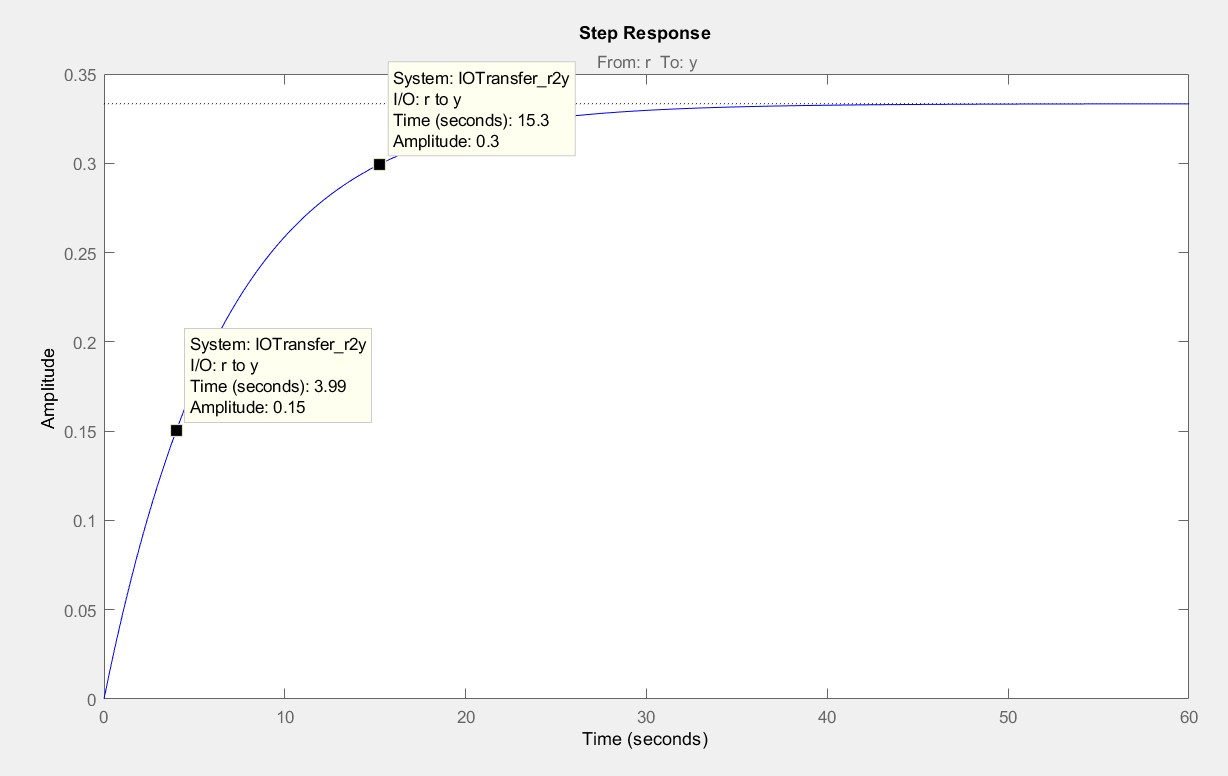 Step Response
From: r  To: y
System: IOTransfer_r2y
I/O: r to y
Time (seconds): 15.3
Amplitude: 0.3
System: IOTransfer_r2y
I/O: r to y
Time (seconds): 3.99
Amplitude: 0.15
Amplitude
0.35
0.3
0.25
0.2
0.15
0.1
0.05
0
0 10 20 30 40 50 60
Time (seconds)